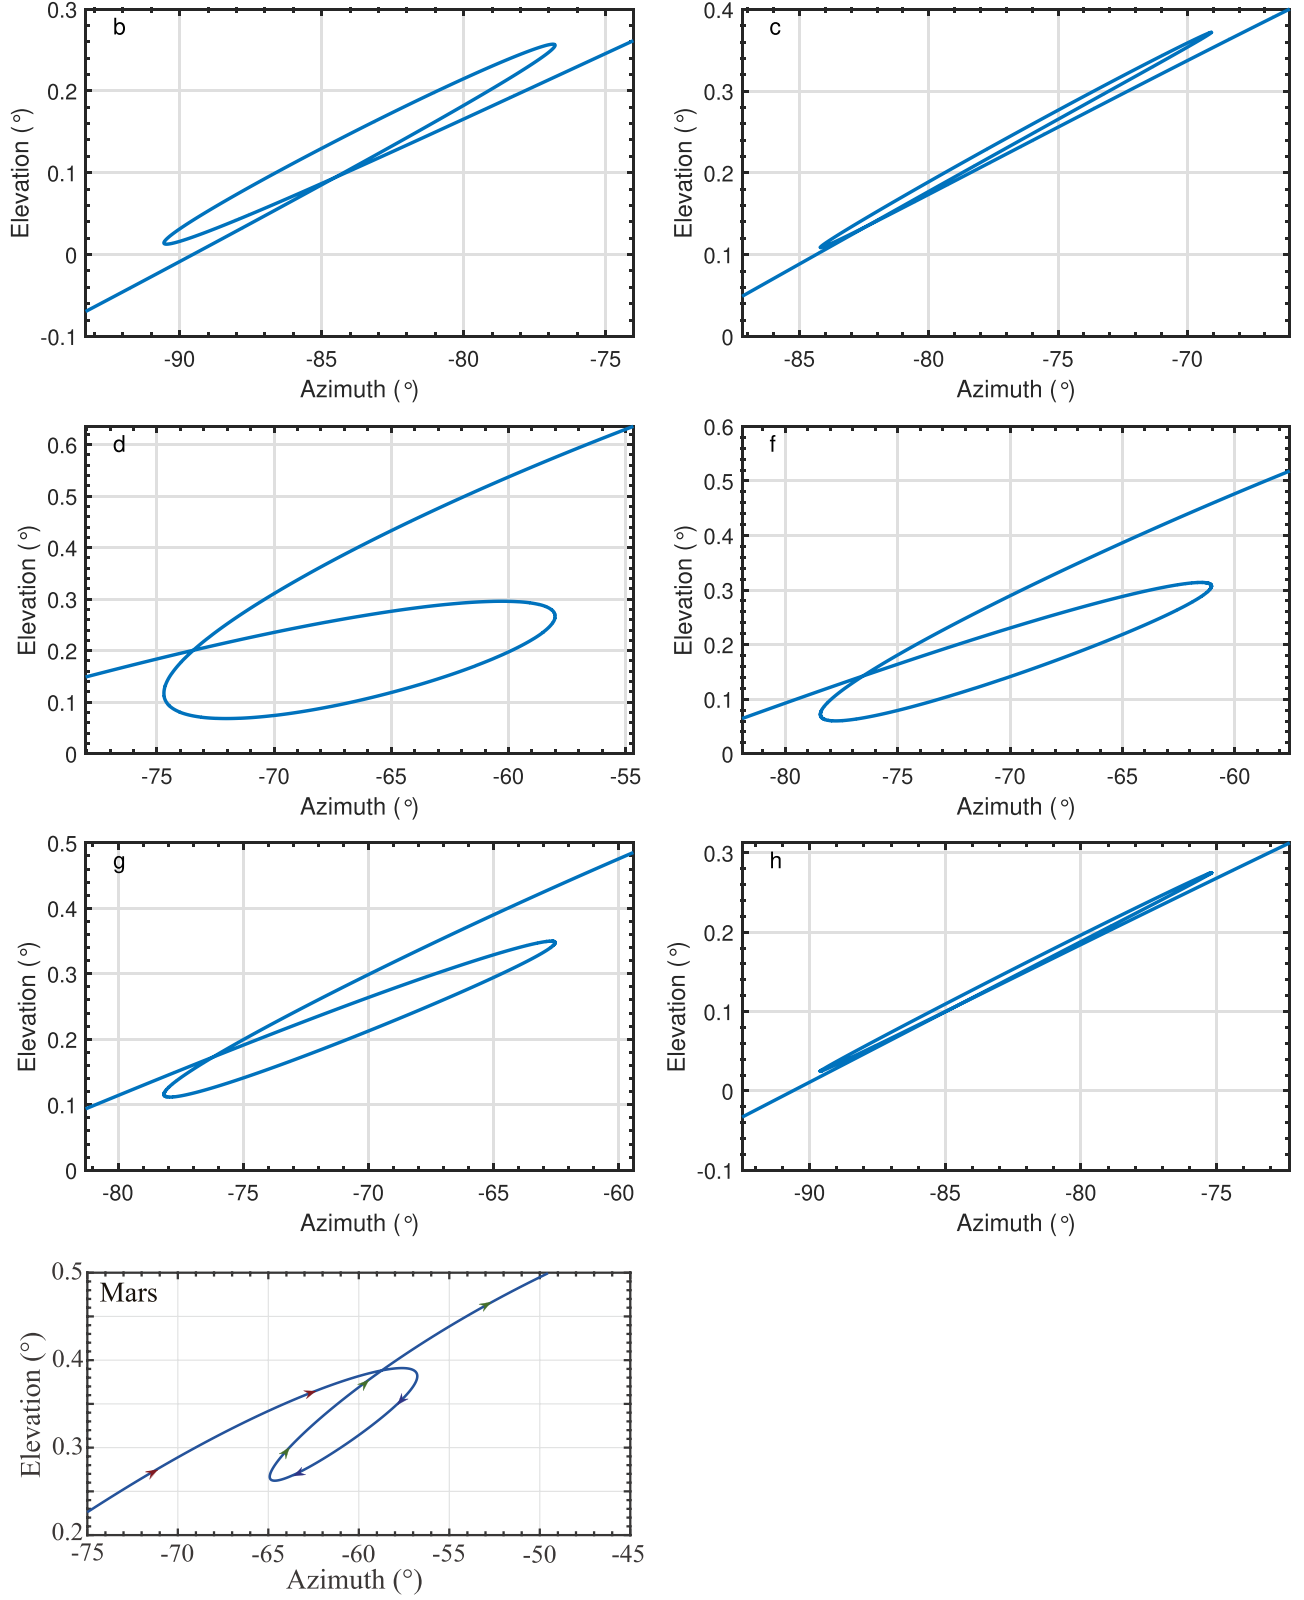 b
0.3
0.2
0.1
0
-0.1
Elevation (°)
-90 -85 -80 -75
Azimuth (°)
c
0.4
0.3
0.2
0.1
0
Elevation (°)
-85 -80 -75 -70
Azimuth (°)
d
0.6
0.5
0.4
0.3
0.2
0.1
0
Elevation (°)
-75 -70 -65 -60 -55
Azimuth (°)
f
0.6
0.5
0.4
0.3
0.2
0.1
0
Elevation (°)
-80 -75 -70 -65 -60
Azimuth (°)
g
0.5
0.4
0.3
0.2
0.1
0
Elevation (°)
-80 -75 -70 -65 -60
Azimuth (°)
h
0.3
0.2
0.1
0
-0.1
Elevation (°)
-90 -85 -80 -75
Azimuth (°)
Mars
0.5
0.4
0.3
0.2
Elevation (°)
-75 -70 -65 -60 -55 -50 -45
Azimuth (°)